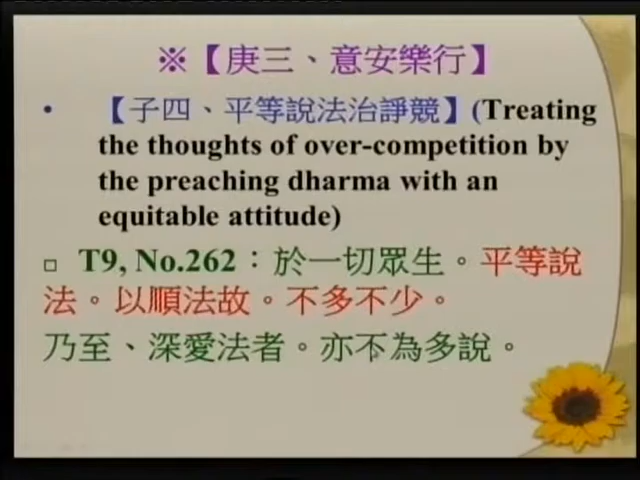 ※【庚三、意安樂行】
• 【子四、平等說法治諍競】(Treating
the thoughts of over-competition by
the preaching dharma with an
equitable attitude)
□ T9, No.262：於一切眾生。平等說
法。以順法故。不多不少。
乃至、深愛法者。亦不為多說。